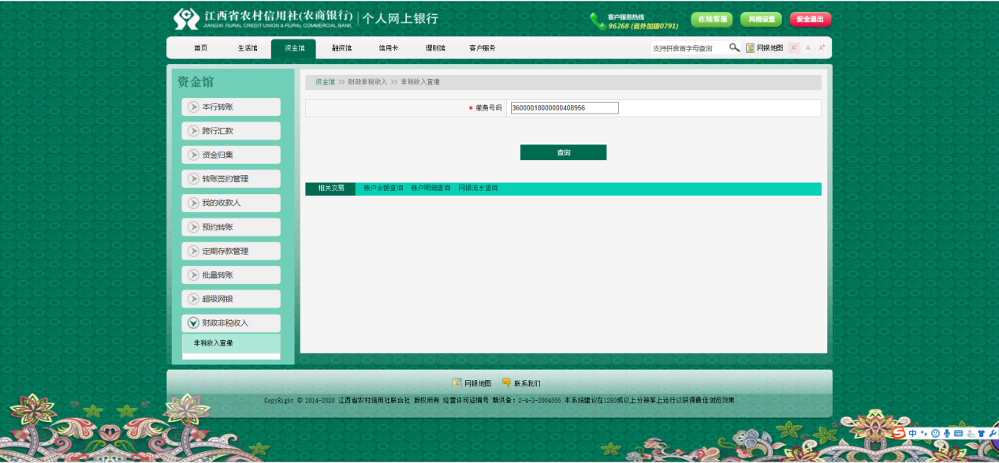 江西省农村信用社(农商银行) 个人网上银行
JIANGXI RURAL CREDIT UNION & RURAL COMMERCIAL BANK
客户服务热线
96268 (省外加拨0791)
在线客服 风格设置 安全退出
首页 生活馆 资金馆 融资馆 信用卡 理财馆 客户服务
支持拼音首字母查询 网银地图 A- A A+
资金馆
本行转账
跨行汇款
资金归集
转账签约管理
我的收款人
预约转账
定期存款管理
批量转账
超级网银
财政非税收入
非税收入查缴
资金馆 >> 财政非税收入 >> 非税收入查缴
* 缴费号码 36000018000000408956
查询
相关交易 账户余额查询 账户明细查询 网银流水查询
网银地图 联系我们
CopyRight © 2014-2020 江西省农村信用社联合社 版权所有 经营许可证编号 赣洪备：2-4-3-2004555 本系统建议在1280或以上分辨率上运行以获得最佳浏览效果
S 中